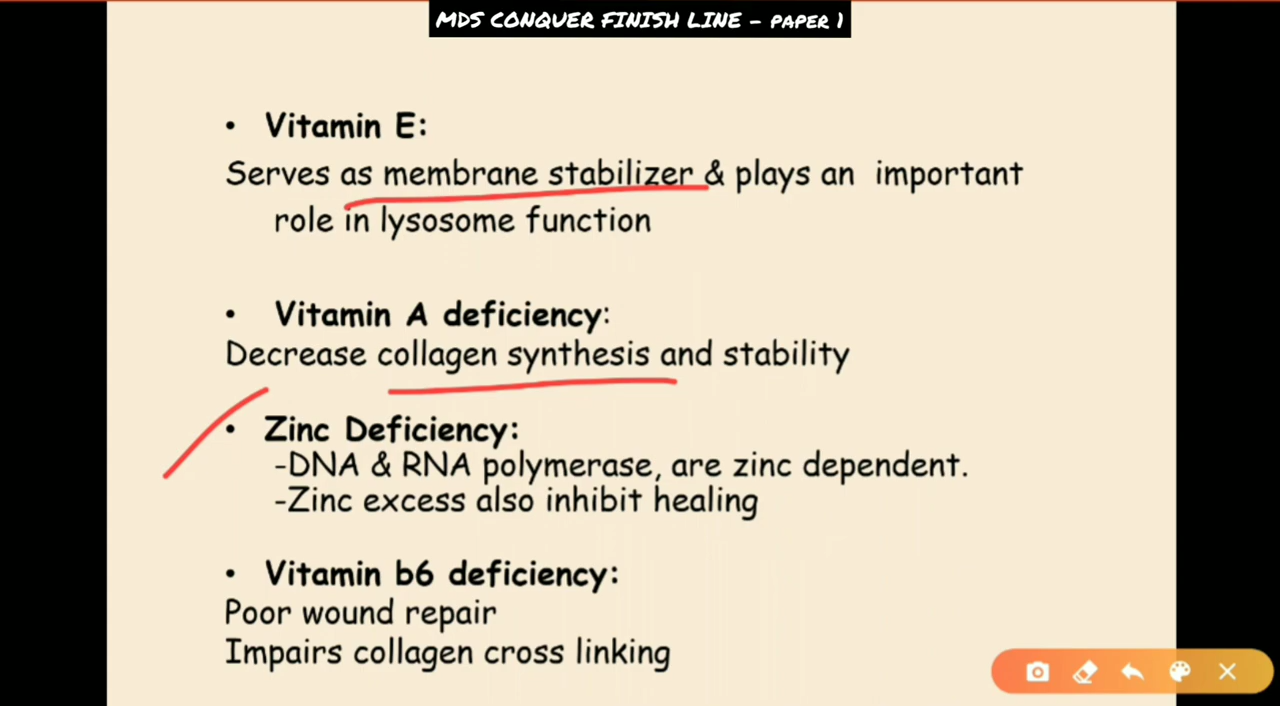 MDS CONQUER FINISH LINE - PAPER 1
• Vitamin E:
Serves as membrane stabilizer & plays an important
role in lysosome function
• Vitamin A deficiency:
Decrease collagen synthesis and stability
• Zinc Deficiency:
-DNA & RNA polymerase, are zinc dependent.
-Zinc excess also inhibit healing
• Vitamin b6 deficiency:
Poor wound repair
Impairs collagen cross linking